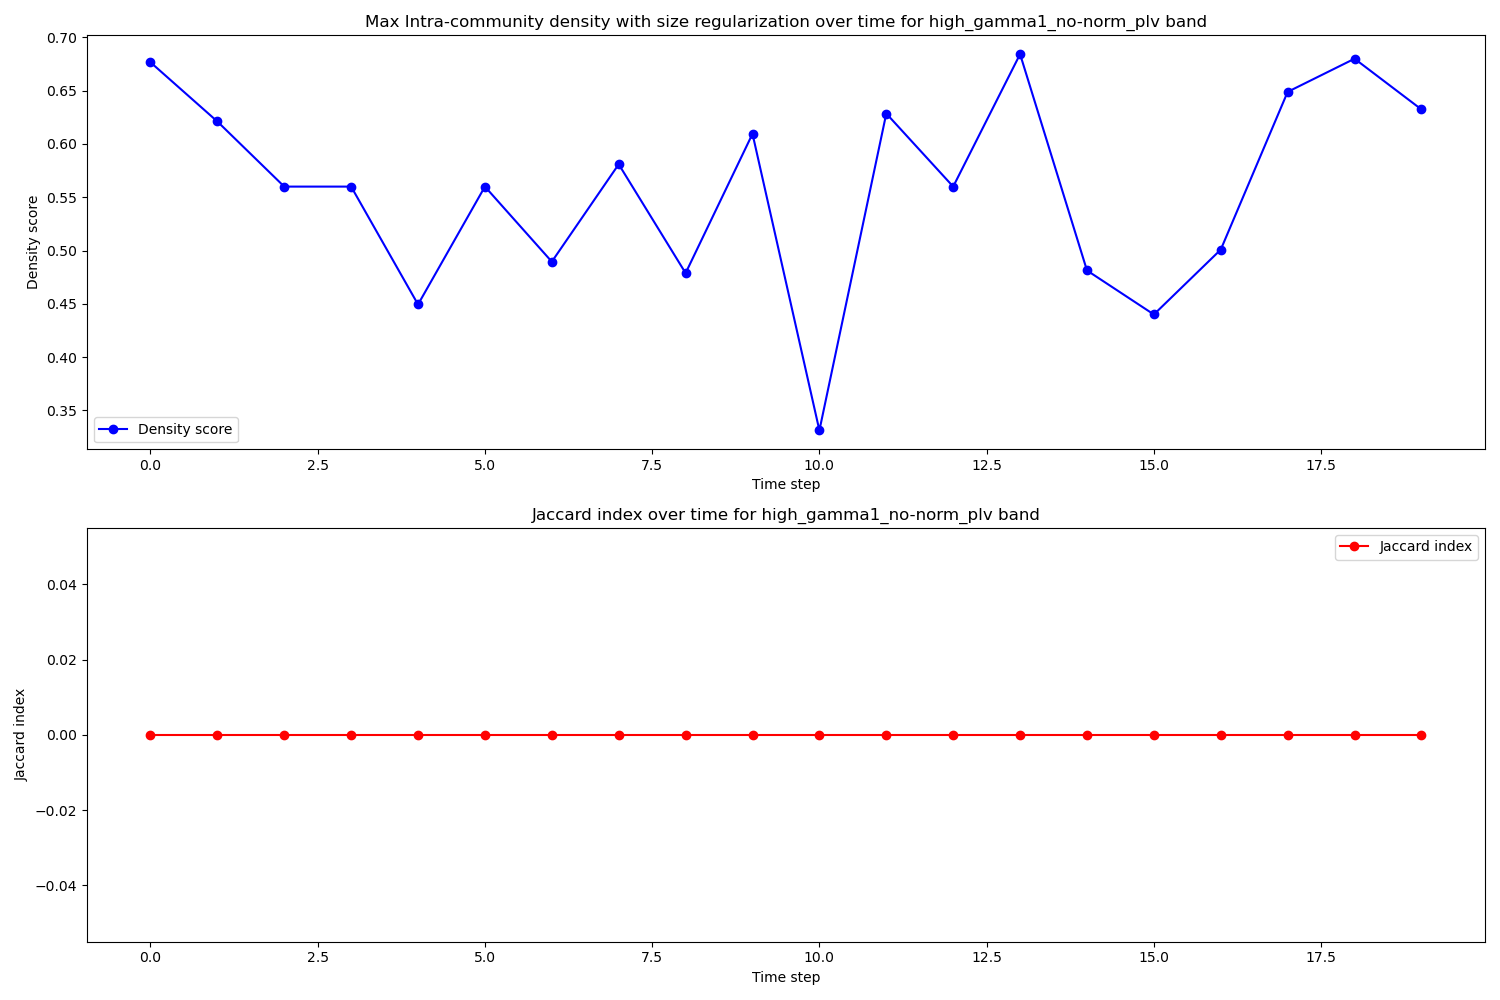 Max Intra-community density with size regularization over time for high_gamma1_no-norm_plv band
0.70
0.65
0.60
0.55
0.50
0.45
0.40
0.35
Density score
Density score
0.0 2.5 5.0 7.5 10.0 12.5 15.0 17.5
Time step
Jaccard index over time for high_gamma1_no-norm_plv band
Jaccard index
0.04
0.02
0.00
−0.02
−0.04
Jaccard index
0.0 2.5 5.0 7.5 10.0 12.5 15.0 17.5
Time step